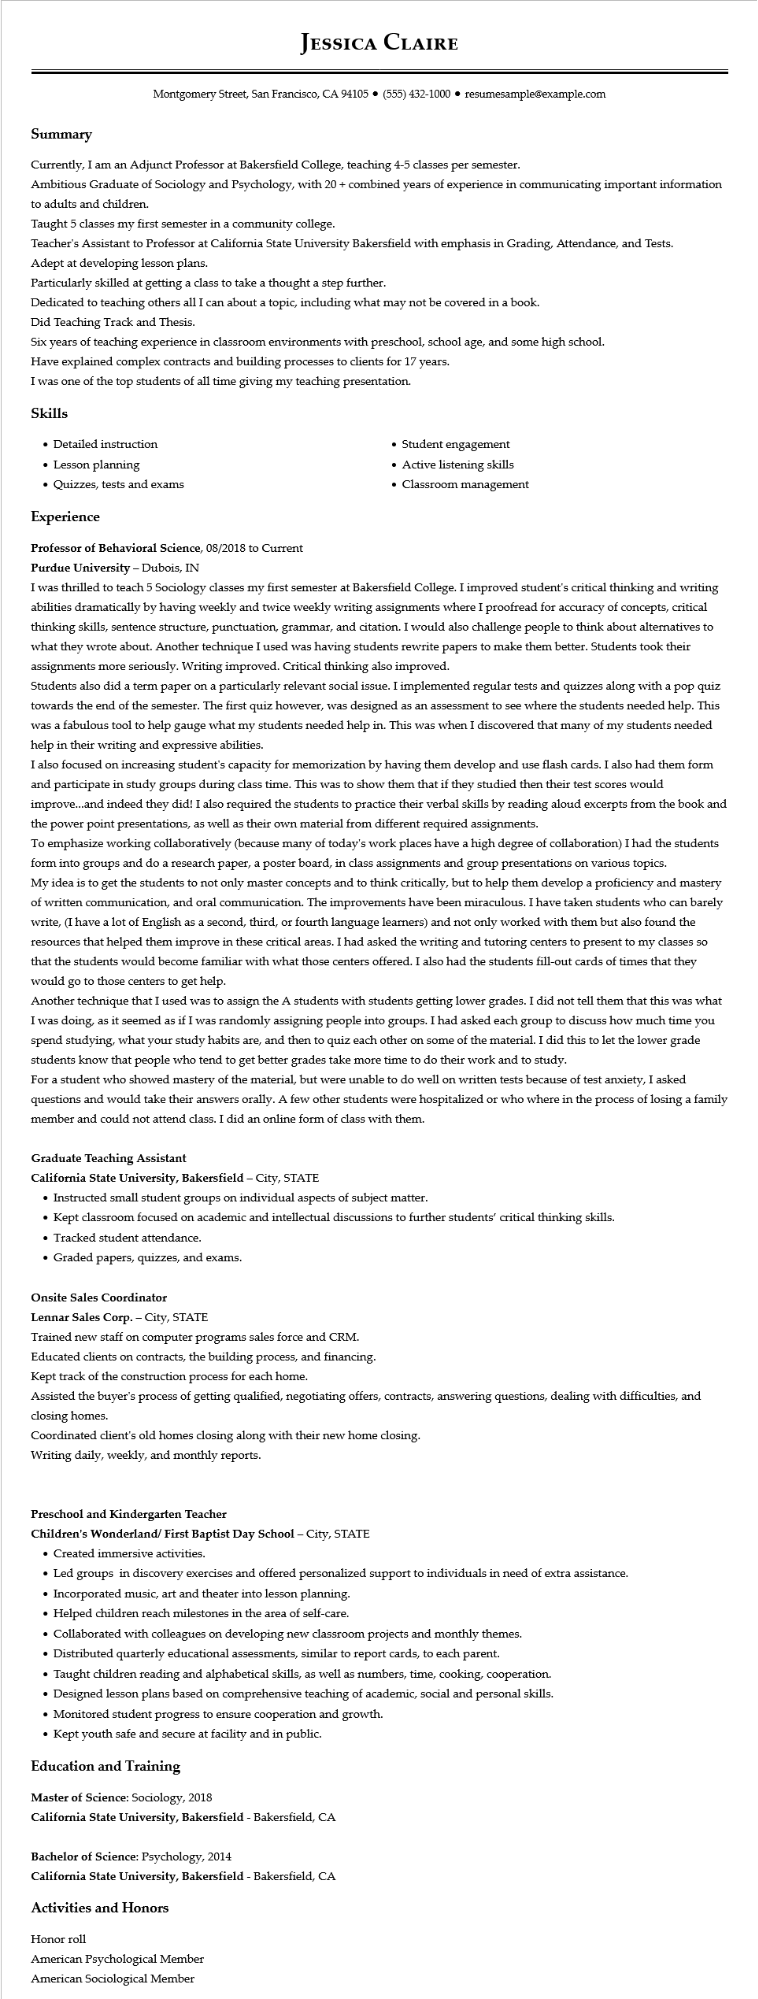 Jessica Claire
Montgomery Street, San Francisco, CA 94105 • (555) 432-1000 • resumesample@example.com
Summary
Currently, I am an Adjunct Professor at Bakersfield College, teaching 4-5 classes per semester.
Ambitious Graduate of Sociology and Psychology, with 20 + combined years of experience in communicating important information
to adults and children.
Taught 5 classes my first semester in a community college.
Teacher's Assistant to Professor at California State University Bakersfield with emphasis in Grading, Attendance, and Tests.
Adept at developing lesson plans.
Particularly skilled at getting a class to take a thought a step further.
Dedicated to teaching others all I can about a topic, including what may not be covered in a book.
Did Teaching Track and Thesis.
Six years of teaching experience in classroom environments with preschool, school age, and some high school.
Have explained complex contracts and building processes to clients for 17 years.
I was one of the top students of all time giving my teaching presentation.
Skills
• Detailed instruction
• Lesson planning
• Quizzes, tests and exams
• Student engagement
• Active listening skills
• Classroom management
Experience
Professor of Behavioral Science, 08/2018 to Current
Purdue University – Dubois, IN
I was thrilled to teach 5 Sociology classes my first semester at Bakersfield College. I improved student's critical thinking and writing
abilities dramatically by having weekly and twice weekly writing assignments where I proofread for accuracy of concepts, critical
thinking skills, sentence structure, punctuation, grammar, and citation. I would also challenge people to think about alternatives to
what they wrote about. Another technique I used was having students rewrite papers to make them better. Students took their
assignments more seriously. Writing improved. Critical thinking also improved.
Students also did a term paper on a particularly relevant social issue. I implemented regular tests and quizzes along with a pop quiz
towards the end of the semester. The first quiz however, was designed as an assessment to see where the students needed help. This
was a fabulous tool to help gauge what my students needed help in. This was when I discovered that many of my students needed
help in their writing and expressive abilities.
I also focused on increasing student's capacity for memorization by having them develop and use flash cards. I also had them form
and participate in study groups during class time. This was to show them that if they studied then their test scores would
improve...and indeed they did! I also required the students to practice their verbal skills by reading aloud excerpts from the book and
the power point presentations, as well as their own material from different required assignments.
To emphasize working collaboratively (because many of today's work places have a high degree of collaboration) I had the students
form into groups and do a research paper, a poster board, in class assignments and group presentations on various topics.
My idea is to get the students to not only master concepts and to think critically, but to help them develop a proficiency and mastery
of written communication, and oral communication. The improvements have been miraculous. I have taken students who can barely
write, (I have a lot of English as a second, third, or fourth language learners) and not only worked with them but also found the
resources that helped them improve in these critical areas. I had asked the writing and tutoring centers to present to my classes so
that the students would become familiar with what those centers offered. I also had the students fill-out cards of times that they
would go to those centers to get help.
Another technique that I used was to assign the A students with students getting lower grades. I did not tell them that this was what
I was doing, as it seemed as if I was randomly assigning people into groups. I had asked each group to discuss how much time you
spend studying, what your study habits are, and then to quiz each other on some of the material. I did this to let the lower grade
students know that people who tend to get better grades take more time to do their work and to study.
For a student who showed mastery of the material, but were unable to do well on written tests because of test anxiety, I asked
questions and would take their answers orally. A few other students were hospitalized or who where in the process of losing a family
member and could not attend class. I did an online form of class with them.
Graduate Teaching Assistant
California State University, Bakersfield – City, STATE
• Instructed small student groups on individual aspects of subject matter.
• Kept classroom focused on academic and intellectual discussions to further students’ critical thinking skills.
• Tracked student attendance.
• Graded papers, quizzes, and exams.
Onsite Sales Coordinator
Lennar Sales Corp. – City, STATE
Trained new staff on computer programs sales force and CRM.
Educated clients on contracts, the building process, and financing.
Kept track of the construction process for each home.
Assisted the buyer's process of getting qualified, negotiating offers, contracts, answering questions, dealing with difficulties, and
closing homes.
Coordinated client's old homes closing along with their new home closing.
Writing daily, weekly, and monthly reports.
Preschool and Kindergarten Teacher
Children's Wonderland/ First Baptist Day School – City, STATE
• Created immersive activities.
• Led groups in discovery exercises and offered personalized support to individuals in need of extra assistance.
• Incorporated music, art and theater into lesson planning.
• Helped children reach milestones in the area of self-care.
• Collaborated with colleagues on developing new classroom projects and monthly themes.
• Distributed quarterly educational assessments, similar to report cards, to each parent.
• Taught children reading and alphabetical skills, as well as numbers, time, cooking, cooperation.
• Designed lesson plans based on comprehensive teaching of academic, social and personal skills.
• Monitored student progress to ensure cooperation and growth.
• Kept youth safe and secure at facility and in public.
Education and Training
Master of Science: Sociology, 2018
California State University, Bakersfield - Bakersfield, CA
Bachelor of Science: Psychology, 2014
California State University, Bakersfield - Bakersfield, CA
Activities and Honors
Honor roll
American Psychological Member
American Sociological Member